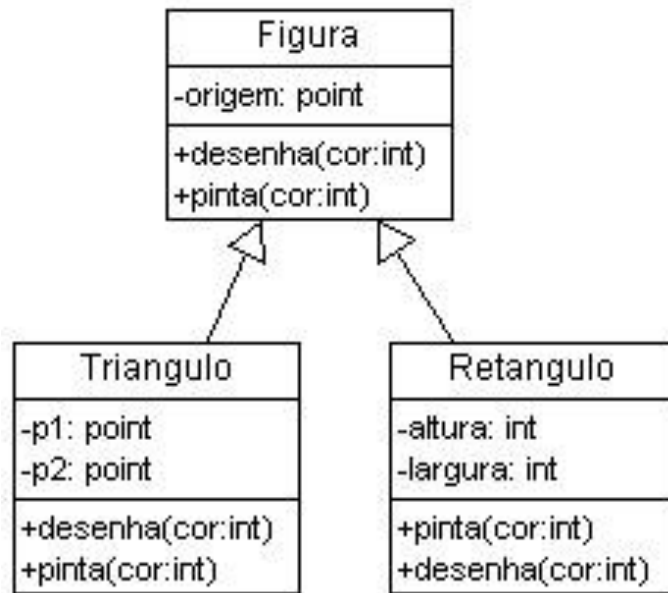 Figura
-origem: point
+desenha(cor:int)
+pinta(cor:int)
Triangulo
-p1: point
-p2: point
+desenha(cor:int)
+pinta(cor:int)
Retangulo
-altura: int
-largura: int
+pinta(cor:int)
+desenha(cor:int)